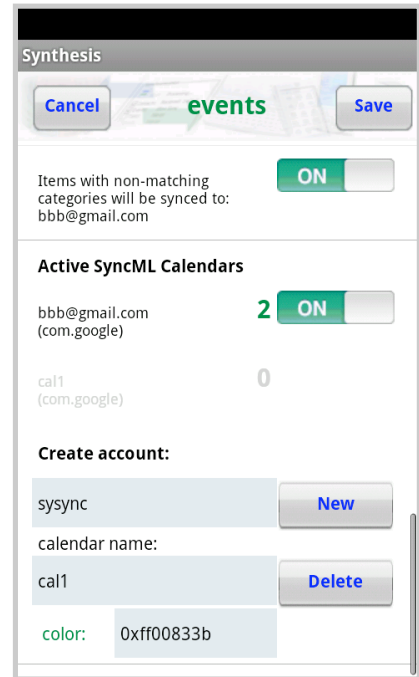 Synthesis
Cancel events Save
Items with non-matching ON
categories will be synced to:
bbb@gmail.com
Active SyncML Calendars
bbb@gmail.com 2 ON
(com.google)
cal1 0
(com.google)
Create account:
sysync New
calendar name:
cal1 Delete
color: 0xff00833b